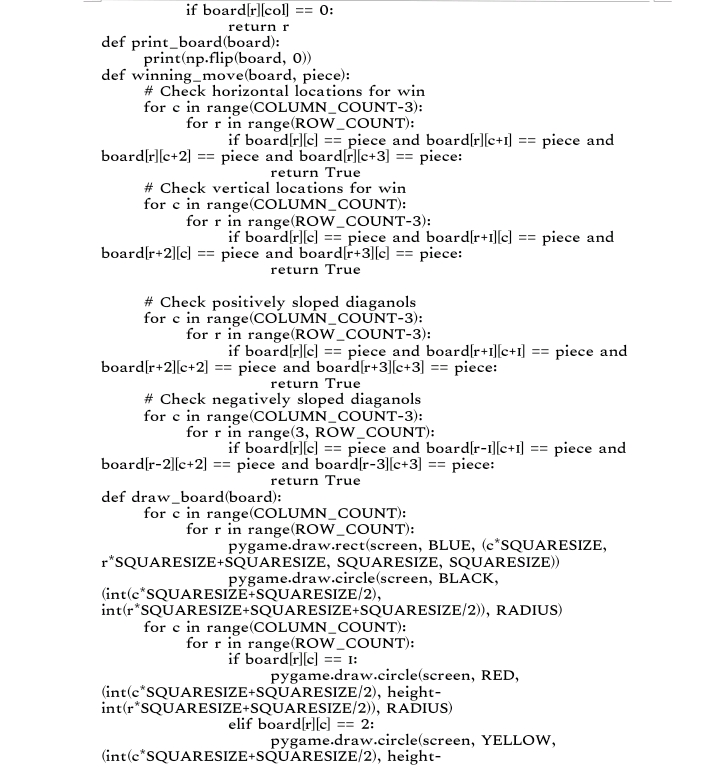 if board[r][col] == 0:
return r
def print_board(board):
print(np.flip(board, 0))
def winning_move(board, piece):
# Check horizontal locations for win
for c in range(COLUMN_COUNT-3):
for r in range(ROW_COUNT):
if board[r][c] == piece and board[r][c+1] == piece and
board[r][c+2] == piece and board[r][c+3] == piece:
return True
# Check vertical locations for win
for c in range(COLUMN_COUNT):
for r in range(ROW_COUNT-3):
if board[r][c] == piece and board[r+1][c] == piece and
board[r+2][c] == piece and board[r+3][c] == piece:
return True
# Check positively sloped diaganols
for c in range(COLUMN_COUNT-3):
for r in range(ROW_COUNT-3):
if board[r][c] == piece and board[r+1][c+1] == piece and
board[r+2][c+2] == piece and board[r+3][c+3] == piece:
return True
# Check negatively sloped diaganols
for c in range(COLUMN_COUNT-3):
for r in range(3, ROW_COUNT):
if board[r][c] == piece and board[r-1][c+1] == piece and
board[r-2][c+2] == piece and board[r-3][c+3] == piece:
return True
def draw_board(board):
for c in range(COLUMN_COUNT):
for r in range(ROW_COUNT):
pygame.draw.rect(screen, BLUE, (c*SQUARESIZE,
r*SQUARESIZE+SQUARESIZE, SQUARESIZE, SQUARESIZE))
pygame.draw.circle(screen, BLACK,
(int(c*SQUARESIZE+SQUARESIZE/2),
int(r*SQUARESIZE+SQUARESIZE+SQUARESIZE/2)), RADIUS)
for c in range(COLUMN_COUNT):
for r in range(ROW_COUNT):
if board[r][c] == 1:
pygame.draw.circle(screen, RED,
(int(c*SQUARESIZE+SQUARESIZE/2), height-
int(r*SQUARESIZE+SQUARESIZE/2)), RADIUS)
elif board[r][c] == 2:
pygame.draw.circle(screen, YELLOW,
(int(c*SQUARESIZE+SQUARESIZE/2), height-